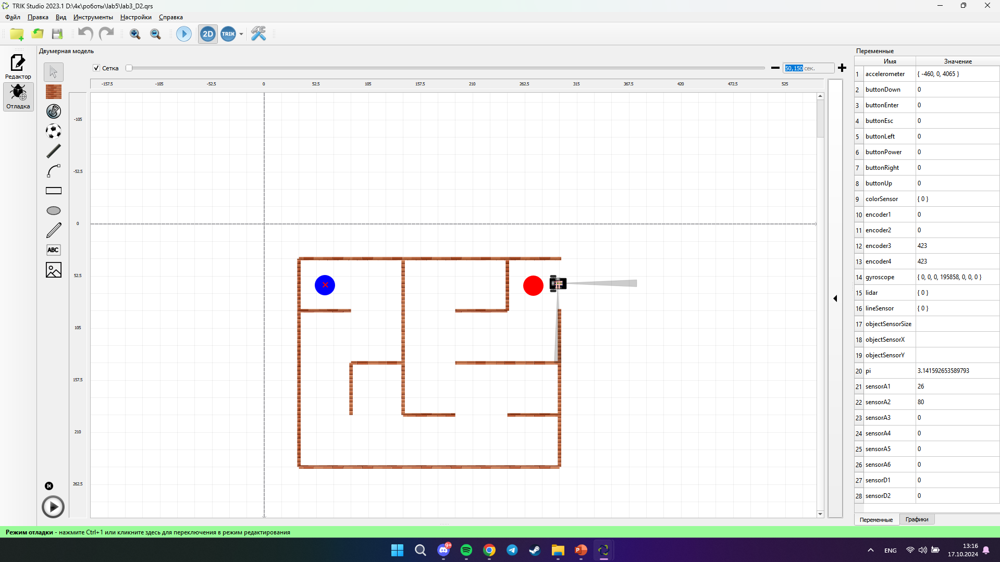 TRIK Studio 2023.1 D:\4к\роботы\lab5\lab3_D2.qrs
Файл Правка Вид Инструменты Настройки Справка
2D TRIK
Двумерная модель
Переменные
Редактор
Отладка
Сетка
50,150 сек.
-157.5 -105 -52.5 0 52.5 105 157.5 210 262.5 315 367.5 420 472.5 525
-105
-52.5
0
52.5
105
157.5
210
262.5
ABC
Имя Значение
1 accelerometer { -460, 0, 4065 }
2 buttonDown 0
3 buttonEnter 0
4 buttonEsc 0
5 buttonLeft 0
6 buttonPower 0
7 buttonRight 0
8 buttonUp 0
9 colorSensor { 0 }
10 encoder1 0
11 encoder2 0
12 encoder3 423
13 encoder4 423
14 gyroscope { 0, 0, 0, 195858, 0, 0, 0 }
15 lidar { 0 }
16 lineSensor { 0 }
17 objectSensorSize
18 objectSensorX
19 objectSensorY
20 pi 3.141592653589793
21 sensorA1 26
22 sensorA2 80
23 sensorA3 0
24 sensorA4 0
25 sensorA5 0
26 sensorA6 0
27 sensorD1 0
28 sensorD2 0
Переменные Графики
Режим отладки - нажмите Ctrl+1 или кликните здесь для переключения в режим редактирования
9+
ENG
13:16
17.10.2024